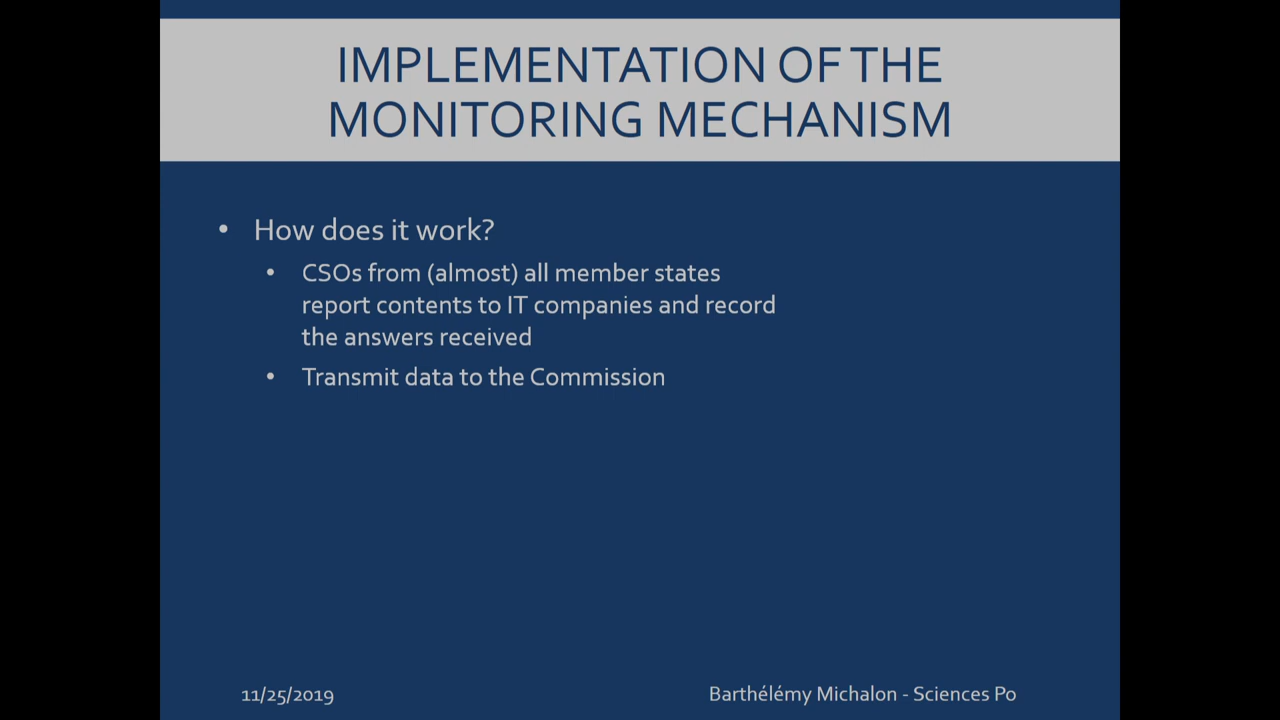 IMPLEMENTATION OF THE
MONITORING MECHANISM
• How does it work?
• CSOs from (almost) all member states
report contents to IT companies and record
the answers received
• Transmit data to the Commission
11/25/2019
Barthélémy Michalon - Sciences Po